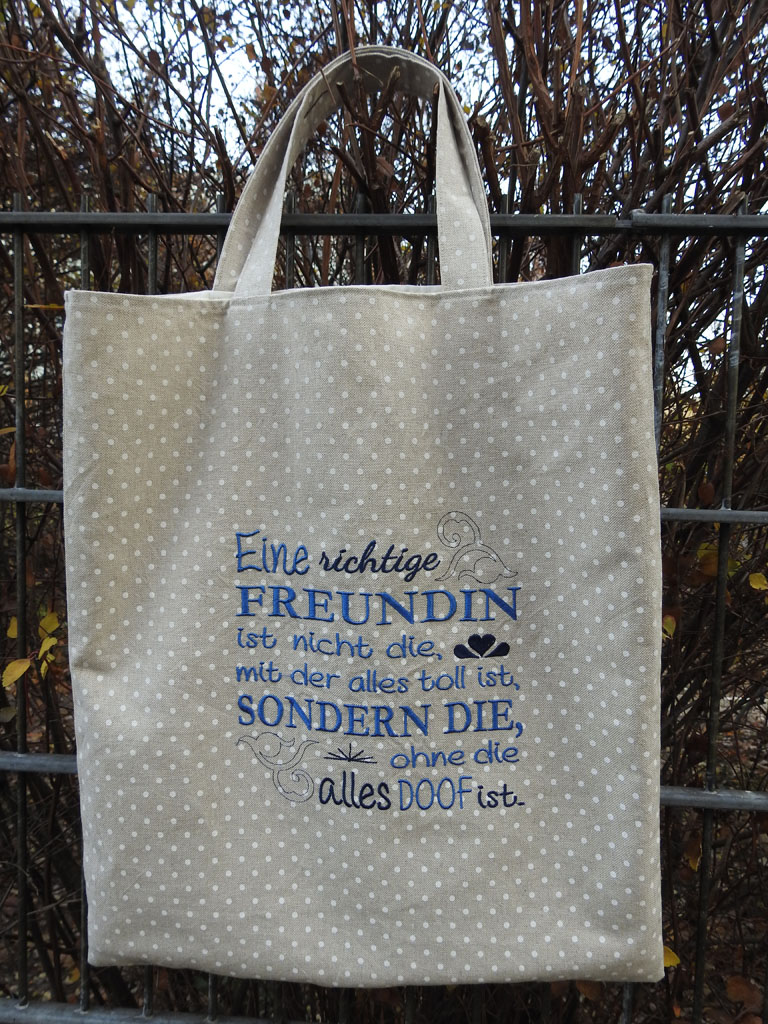 Eine richtige
FREUNDIN
ist nicht die,
mit der alles toll ist,
SONDERN DIE,
ohne die
alles DOOF ist.